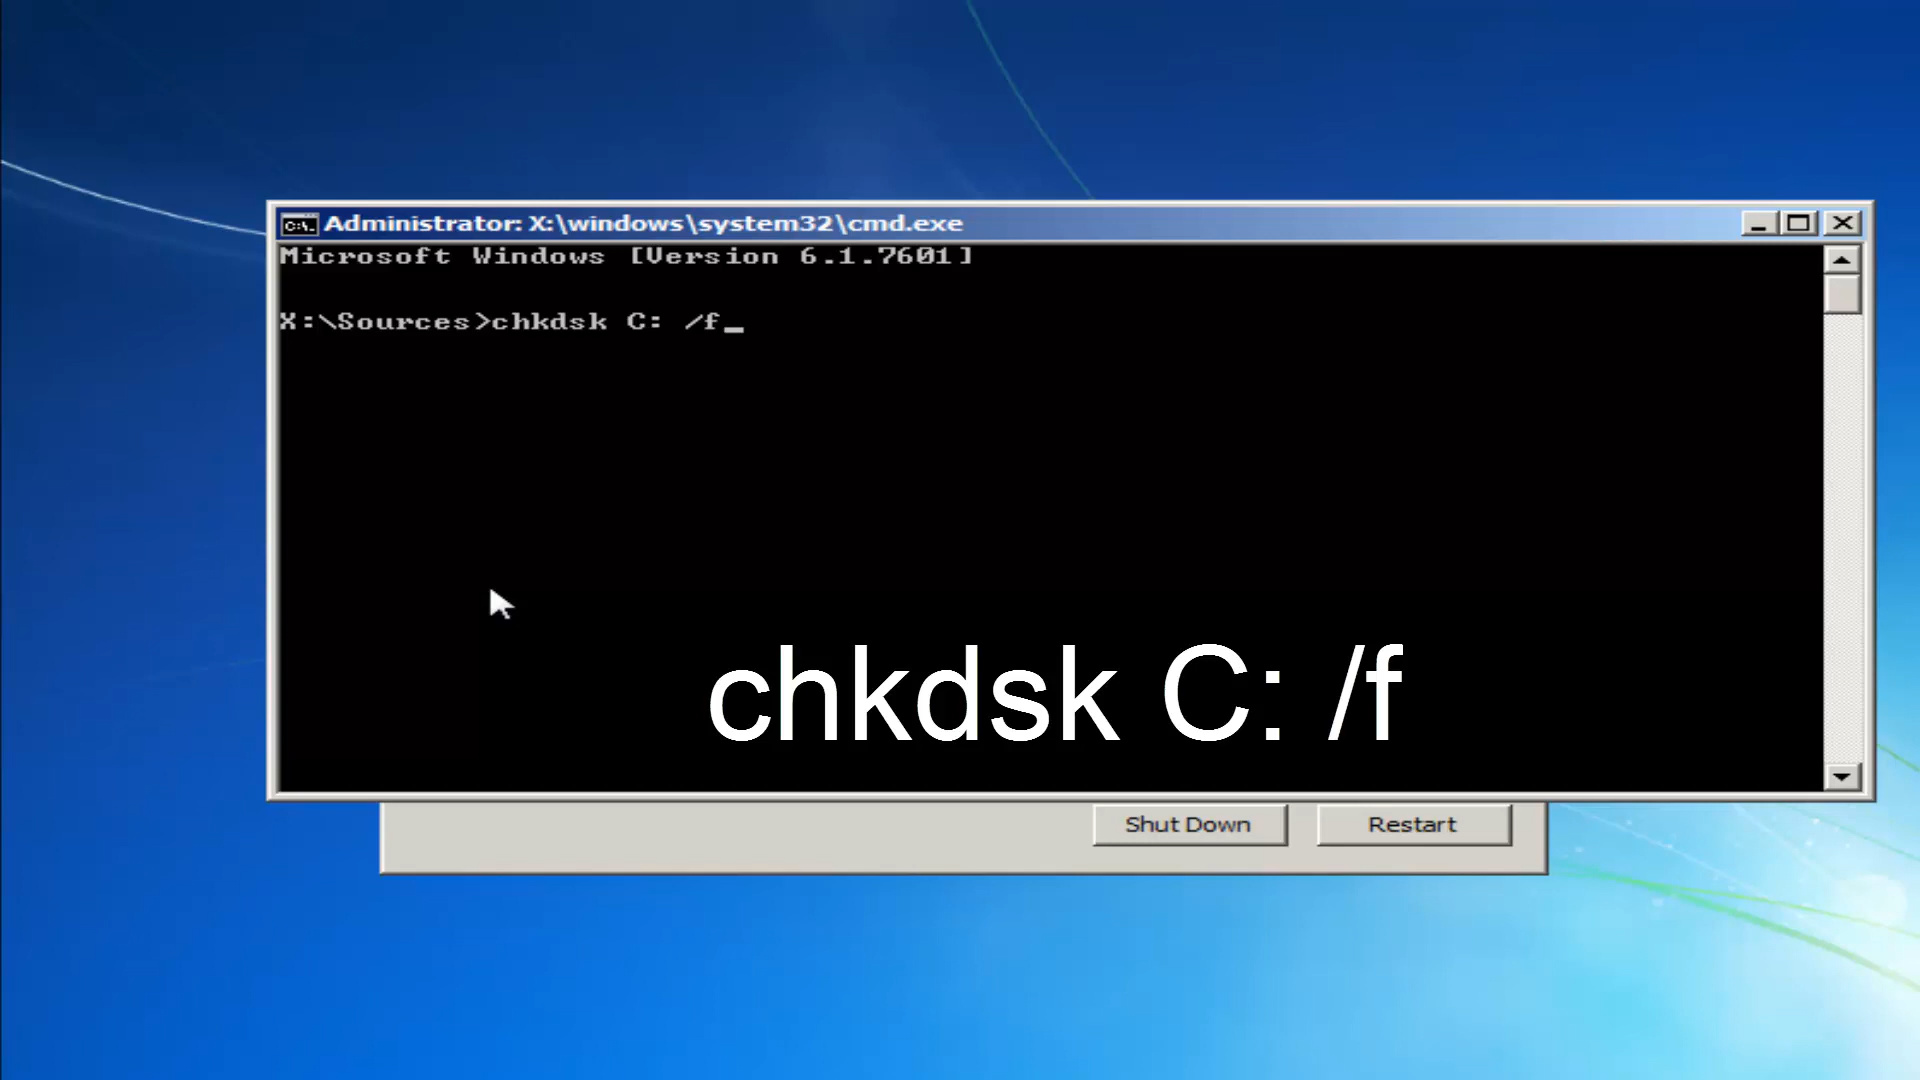 Administrator: X:\windows\system32\cmd.exe
Microsoft Windows [Version 6.1.7601]
X:\Sources>chkdsk C: /f_
chkdsk C: /f
Shut Down
Restart